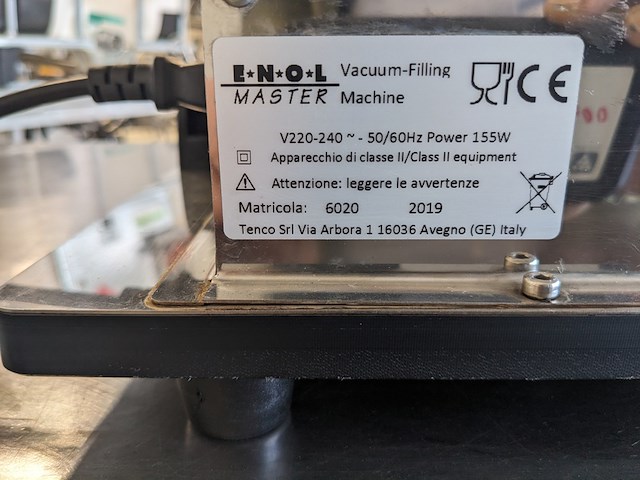 E★N★O★L Vacuum-Filling
MASTER Machine
CE
V220-240 ~ - 50/60Hz Power 155W
Apparecchio di classe II/Class II equipment
Attenzione: leggere le avvertenze
Matricola: 6020 2019
Tenco Srl Via Arbora 1 16036 Avegno (GE) Italy